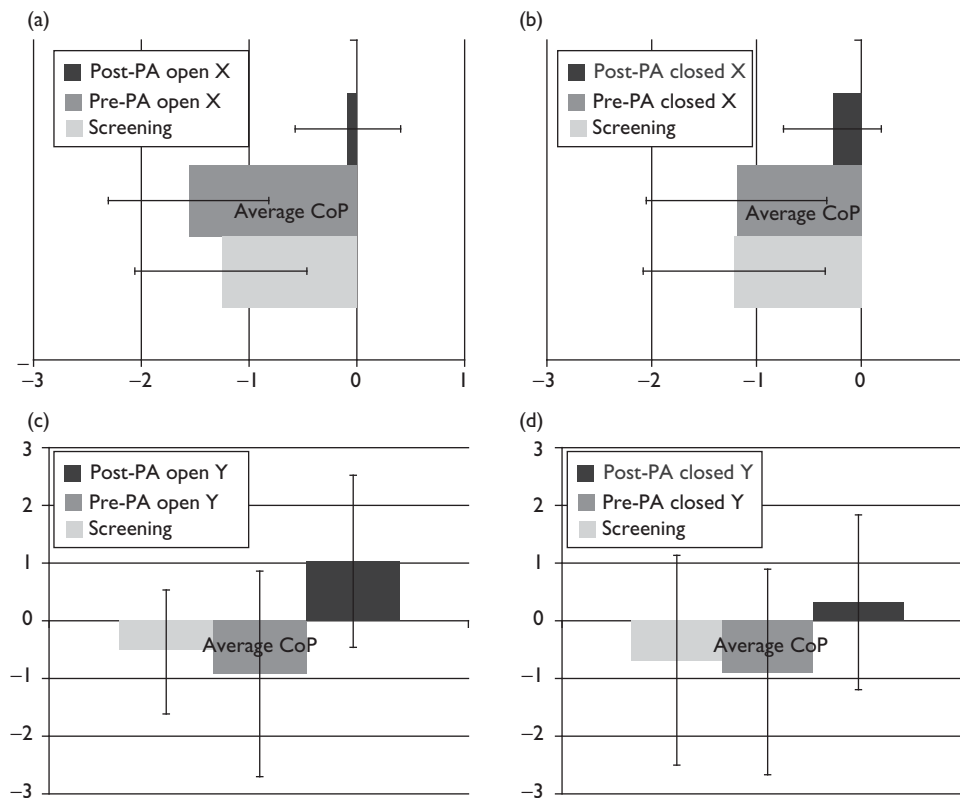 (a)
Post-PA open X
Pre-PA open X
Screening
Average CoP
−3 −2 −1 0 1
(b)
Post-PA closed X
Pre-PA closed X
Screening
Average CoP
−3 −2 −1 0
(c)
3
2
1
0
−1
−2
−3
Post-PA open Y
Pre-PA open Y
Screening
Average CoP
(d)
3
2
1
0
−1
−2
−3
Post-PA closed Y
Pre-PA closed Y
Screening
Average CoP